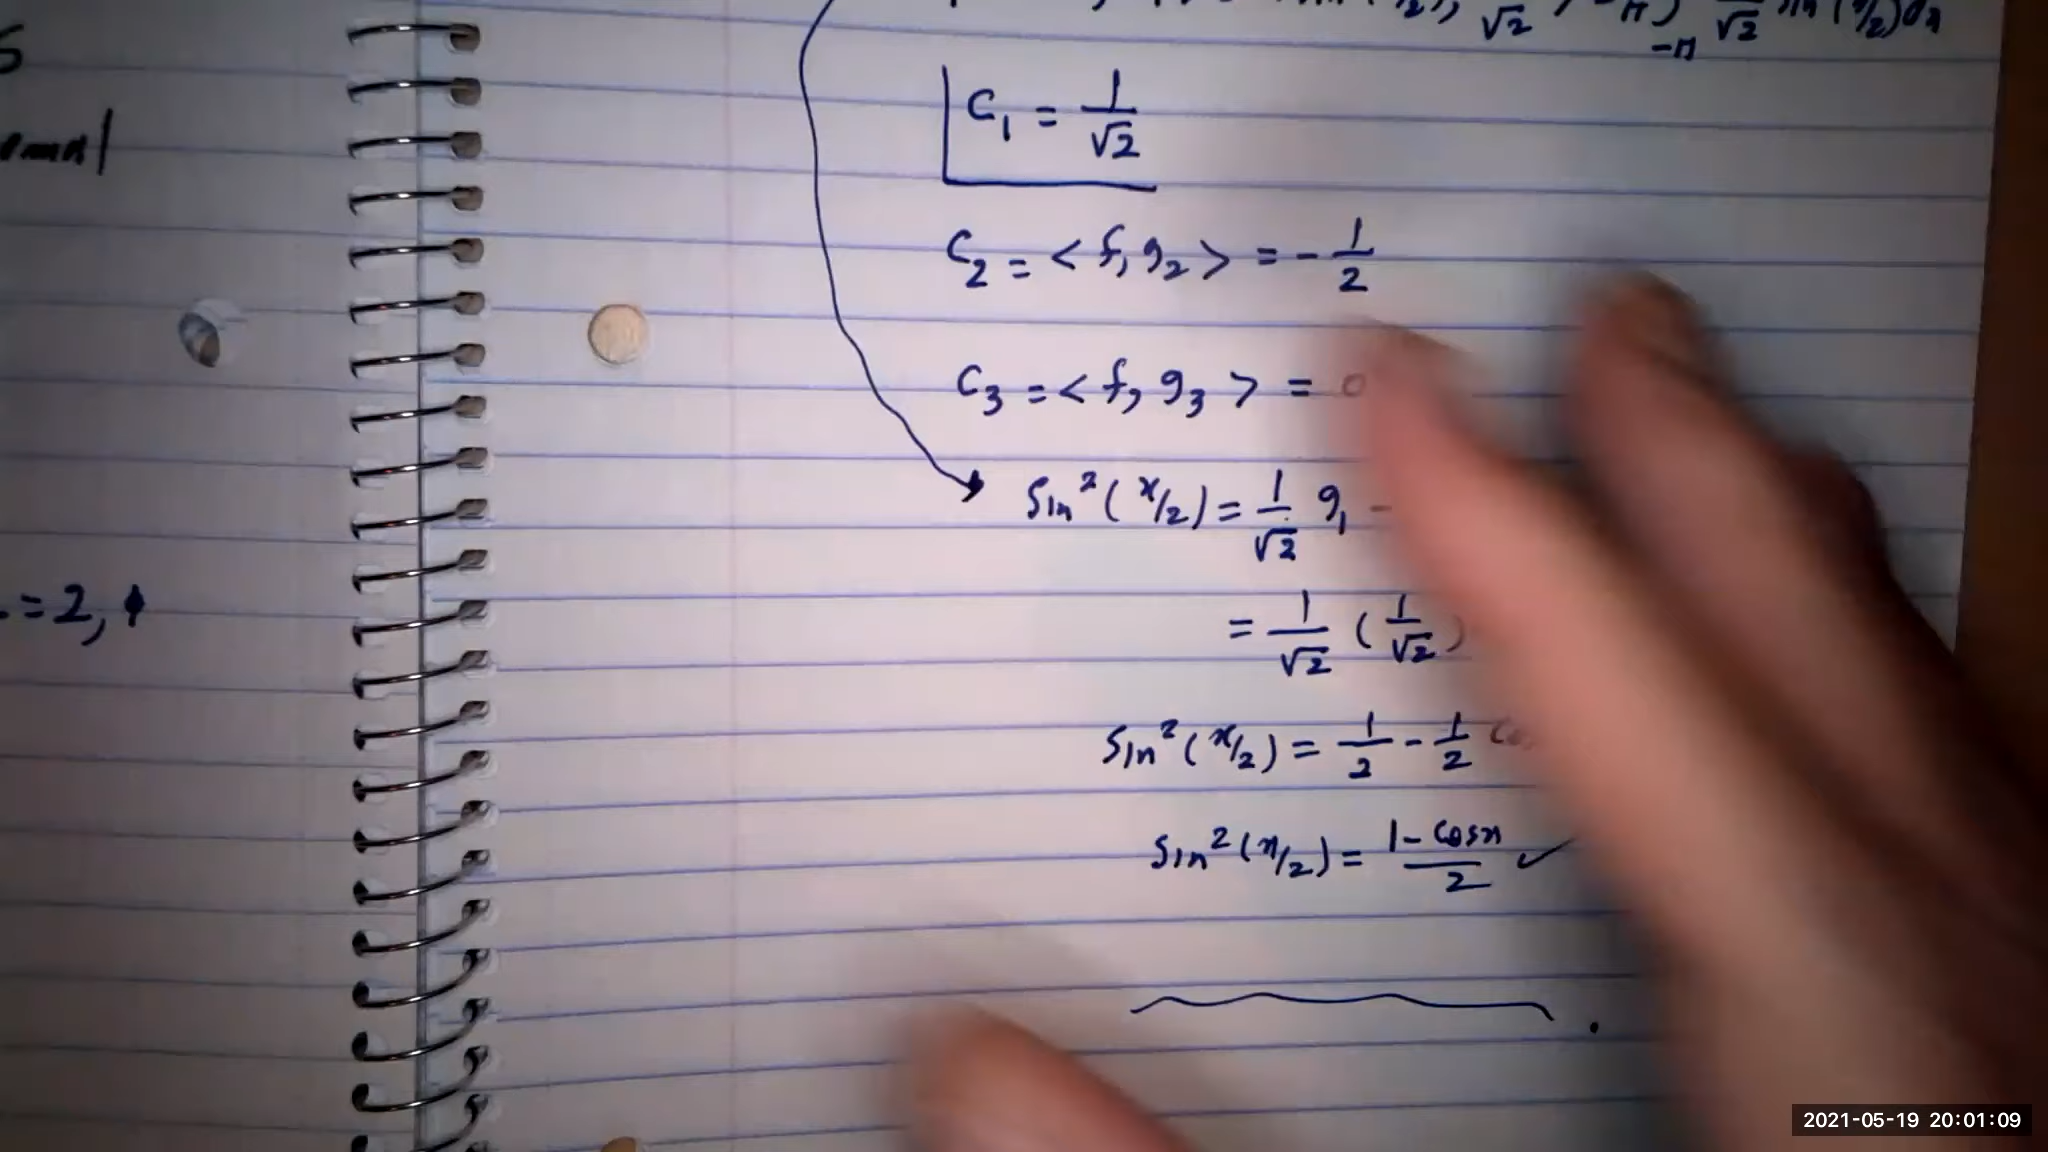 = 2,
C₁ = 1/√2
C₂ = < f, g₂ > = - 1/2
C₃ = < f, g₃ > = 0
Sin² (x/2) = 1/√2 g₁ -
= 1/√2 (1/√2)
Sin² (x/2) = 1/2 - 1/2
Sin² (x/2) = (1 - Cosx)/2 ✓
2021-05-19 20:01:09